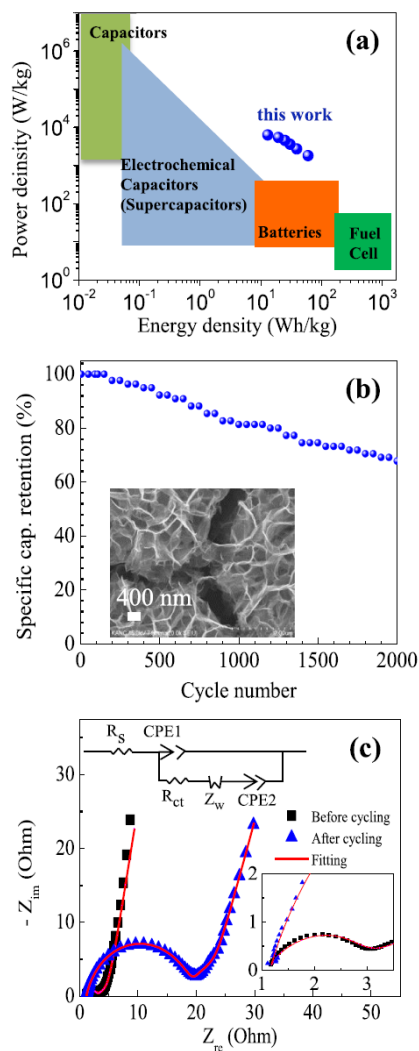 (a)
Capacitors
this work
Electrochemical
Capacitors
(Supercapacitors)
Batteries
Fuel
Cell
Power deinsity (W/kg)
10^6
10^4
10^2
10^0
10^-2 10^-1 10^0 10^1 10^2 10^3
Energy density (Wh/kg)
(b)
Specific cap. retention (%)
100
80
60
40
20
0
400 nm
0 500 1000 1500 2000
Cycle number
(c)
R_S CPE1
R_ct Z_w CPE2
Before cycling
After cycling
Fitting
- Z_im (Ohm)
30
20
10
0
2
1
0
1 2 3
0 10 20 30 40 50
Z_re (Ohm)